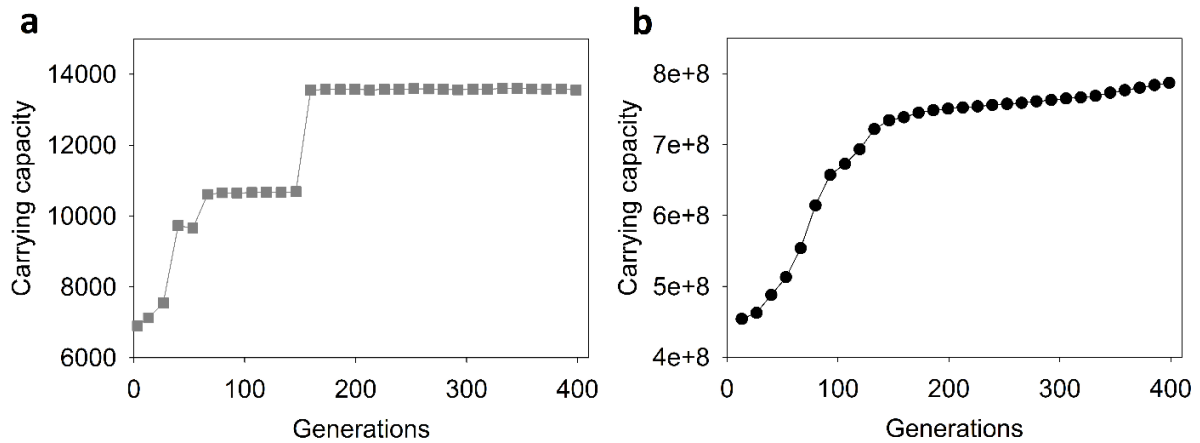 a
14000
12000
10000
8000
6000
Carrying capacity
0 100 200 300 400
Generations
b
8e+8
7e+8
6e+8
5e+8
4e+8
Carrying capacity
0 100 200 300 400
Generations